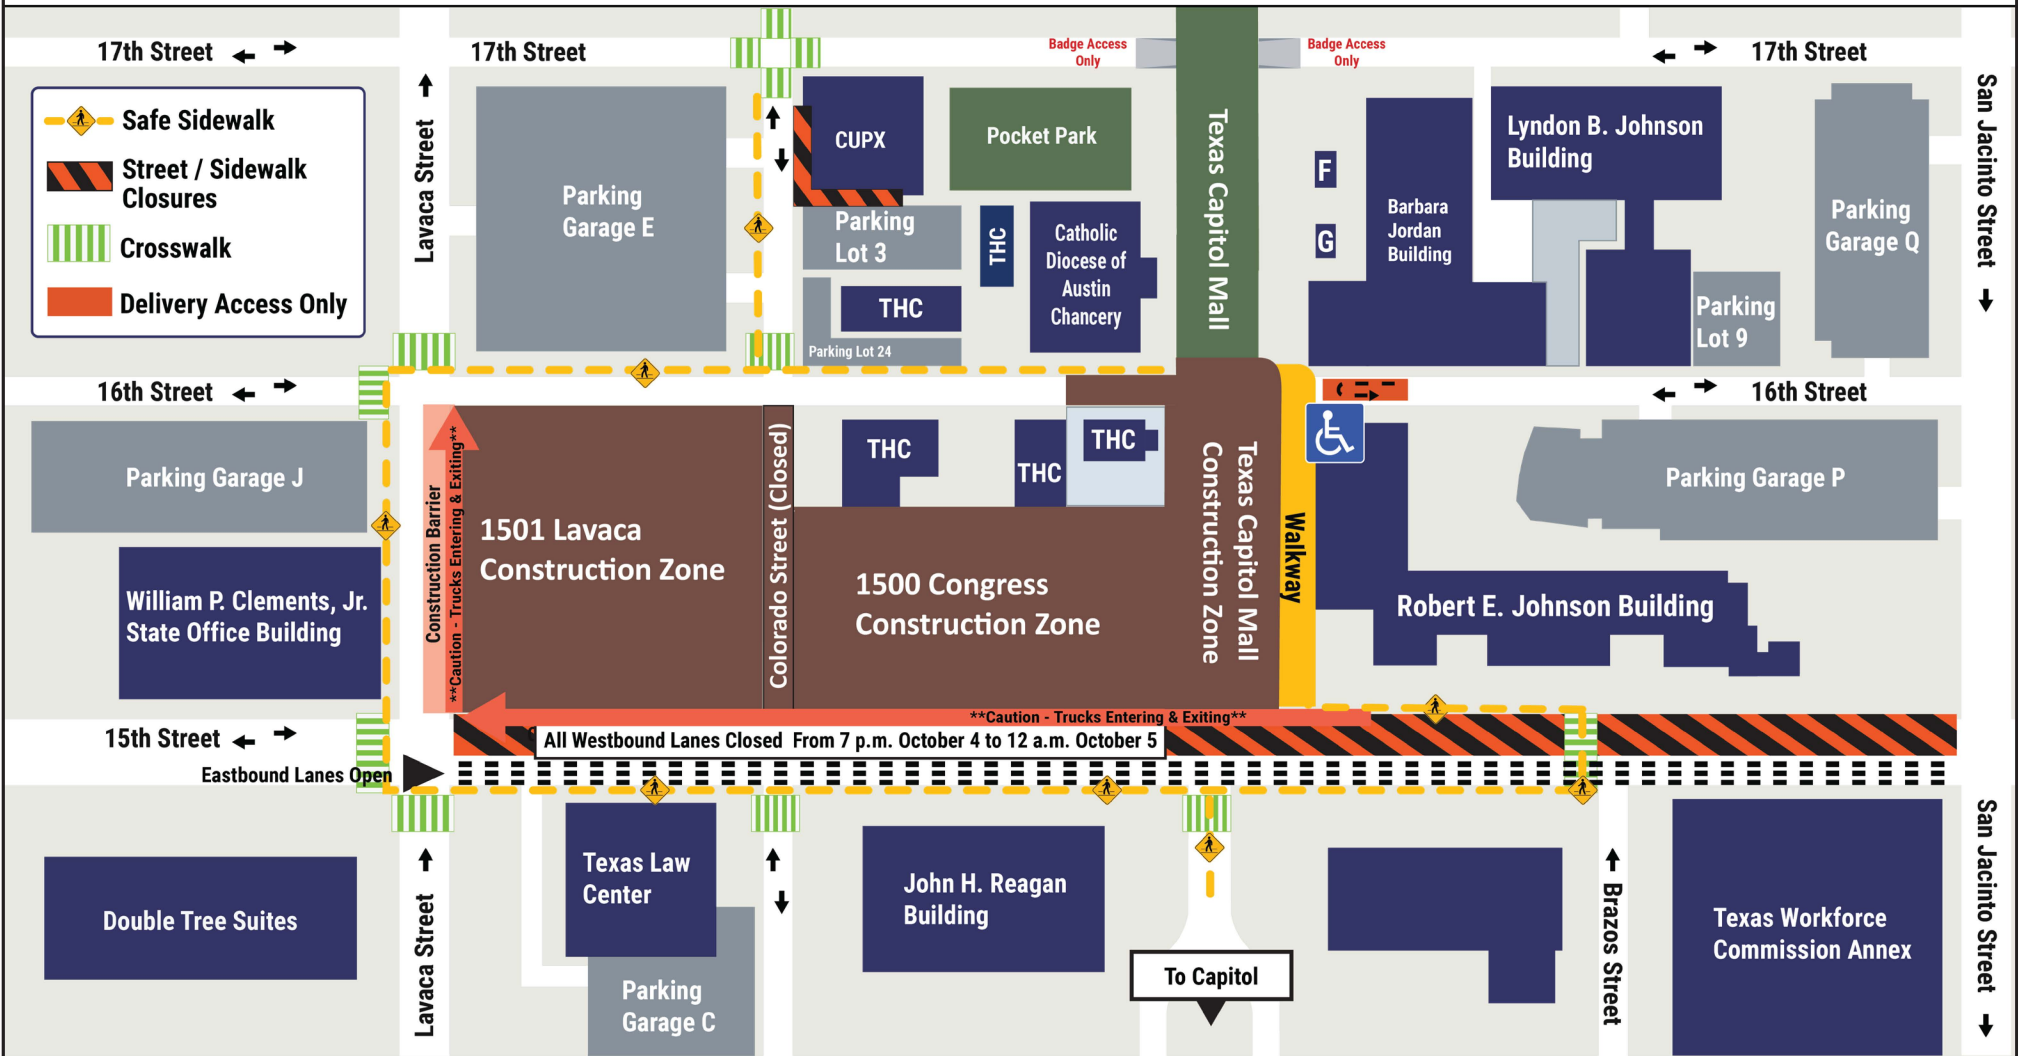 17th Street
17th Street
Badge Access
Only
Badge Access
Only
17th Street
Safe Sidewalk
Street / Sidewalk
Closures
Crosswalk
Delivery Access Only
Lavaca Street
Parking
Garage E
CUPX
Pocket Park
Parking
Lot 3
THC
THC
Parking Lot 24
Catholic
Diocese of
Austin
Chancery
Texas Capitol Mall
F
G
Barbara
Jordan
Building
Lyndon B. Johnson
Building
Parking
Lot 9
Parking
Garage Q
San Jacinto Street
16th Street
16th Street
Parking Garage J
William P. Clements, Jr.
State Office Building
Construction Barrier
**Caution - Trucks Entering & Exiting**
1501 Lavaca
Construction Zone
Colorado Street (Closed)
THC
THC
THC
1500 Congress
Construction Zone
Texas Capitol Mall
Construction Zone
Walkway
Parking Garage P
Robert E. Johnson Building
15th Street
**Caution - Trucks Entering & Exiting**
All Westbound Lanes Closed From 7 p.m. October 4 to 12 a.m. October 5
Eastbound Lanes Open
Double Tree Suites
Lavaca Street
Texas Law
Center
Parking
Garage C
John H. Reagan
Building
To Capitol
Brazos Street
Texas Workforce
Commission Annex
San Jacinto Street